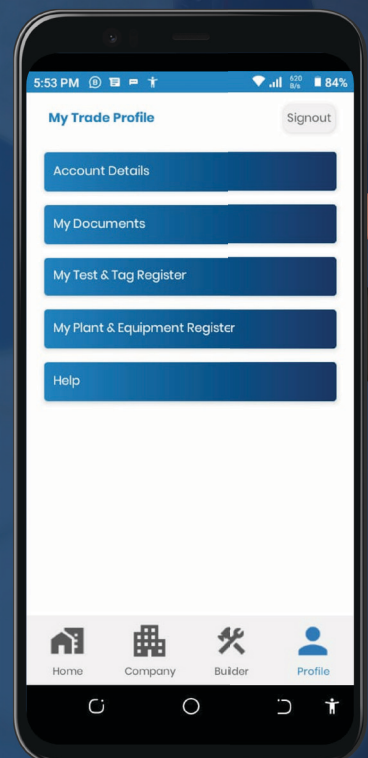 5:53 PM
620 B/s 84%
My Trade Profile
Signout
Account Details
My Documents
My Test & Tag Register
My Plant & Equipment Register
Help
Home
Company
Builder
Profile